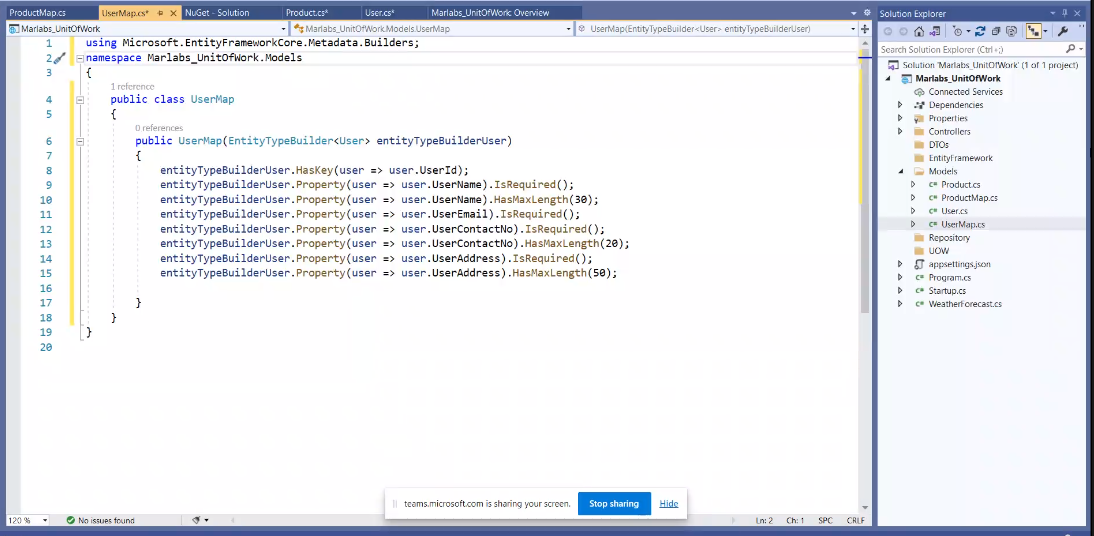 ProductMap.cs
UserMap.cs*
NuGet - Solution
Product.cs*
User.cs*
Marlabs_UnitOfWork: Overview
Marlabs_UnitOfWork
Marlabs_UnitOfWork.Models.UserMap
UserMap(EntityTypeBuilder<User> entityTypeBuilderUser)
1 using Microsoft.EntityFrameworkCore.Metadata.Builders;
2 namespace Marlabs_UnitOfWork.Models
3 {
1 reference
4 public class UserMap
5 {
0 references
6 public UserMap(EntityTypeBuilder<User> entityTypeBuilderUser)
7 {
8 entityTypeBuilderUser.HasKey(user => user.UserId);
9 entityTypeBuilderUser.Property(user => user.UserName).IsRequired();
10 entityTypeBuilderUser.Property(user => user.UserName).HasMaxLength(30);
11 entityTypeBuilderUser.Property(user => user.UserEmail).IsRequired();
12 entityTypeBuilderUser.Property(user => user.UserContactNo).IsRequired();
13 entityTypeBuilderUser.Property(user => user.UserContactNo).HasMaxLength(20);
14 entityTypeBuilderUser.Property(user => user.UserAddress).IsRequired();
15 entityTypeBuilderUser.Property(user => user.UserAddress).HasMaxLength(50);
16
17 }
18 }
19 }
20
teams.microsoft.com is sharing your screen.
Stop sharing
Hide
120 %
No issues found
Ln: 2
Ch: 1
SPC
CRLF
Solution Explorer
Search Solution Explorer (Ctrl+;)
Solution 'Marlabs_UnitOfWork' (1 of 1 project)
Marlabs_UnitOfWork
Connected Services
Dependencies
Properties
Controllers
DTOs
EntityFramework
Models
Product.cs
ProductMap.cs
User.cs
UserMap.cs
Repository
UOW
appsettings.json
Program.cs
Startup.cs
WeatherForecast.cs